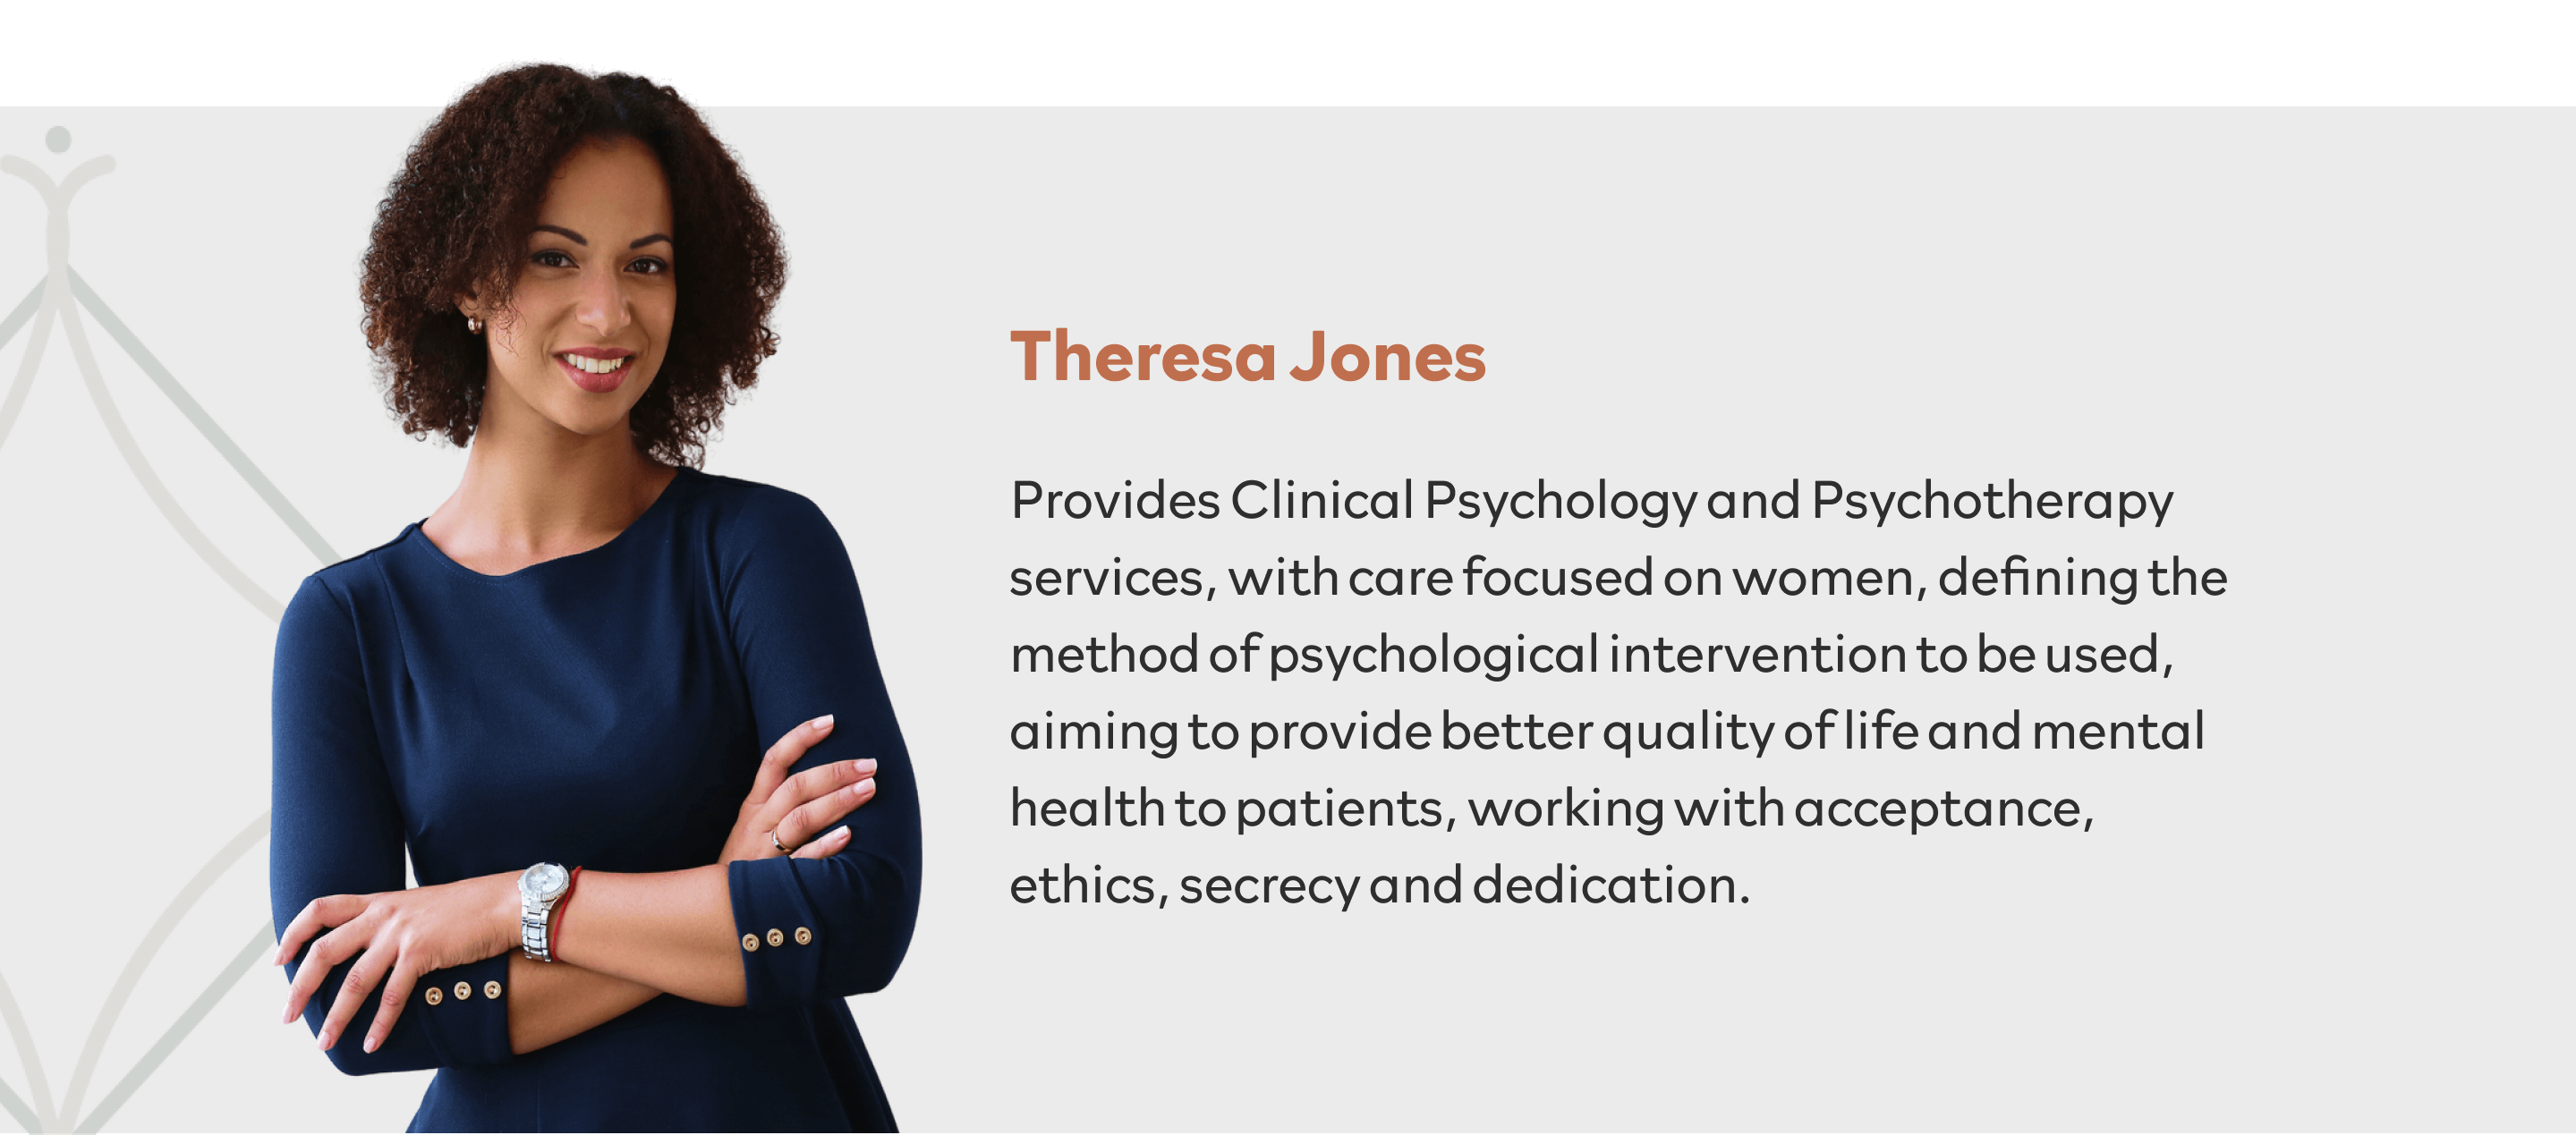 Theresa Jones
Provides Clinical Psychology and Psychotherapy
services, with care focused on women, defining the
method of psychological intervention to be used,
aiming to provide better quality of life and mental
health to patients, working with acceptance,
ethics, secrecy and dedication.